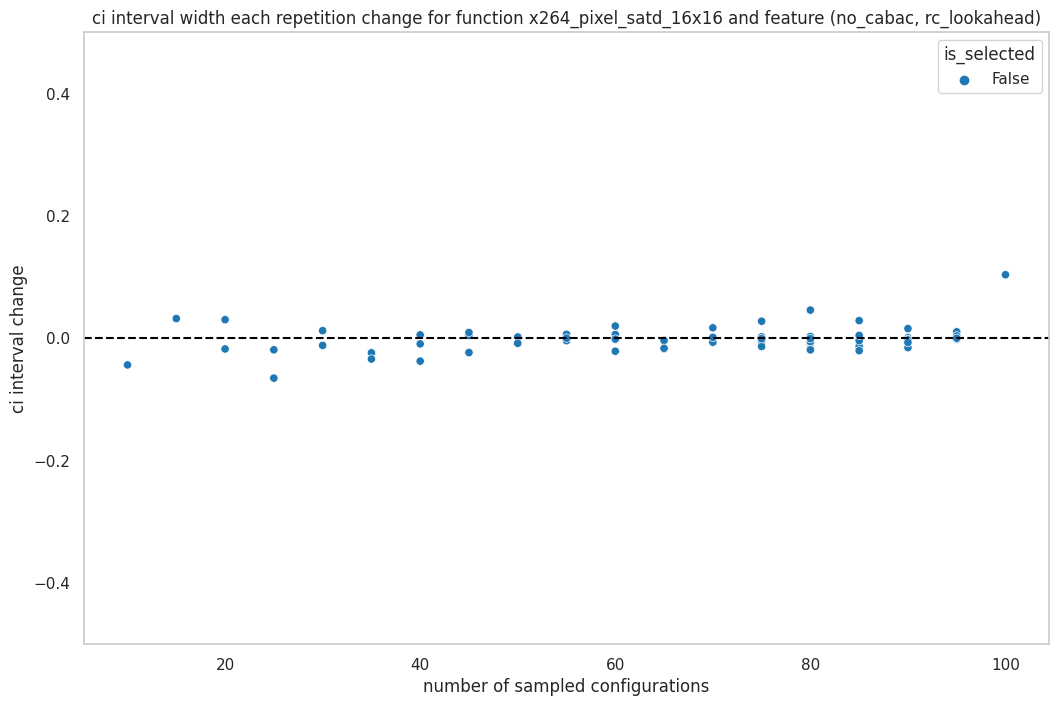 ci interval width each repetition change for function x264_pixel_satd_16x16 and feature (no_cabac, rc_lookahead)
is_selected
False
ci interval change
0.4
0.2
0.0
−0.2
−0.4
20
40
60
80
100
number of sampled configurations